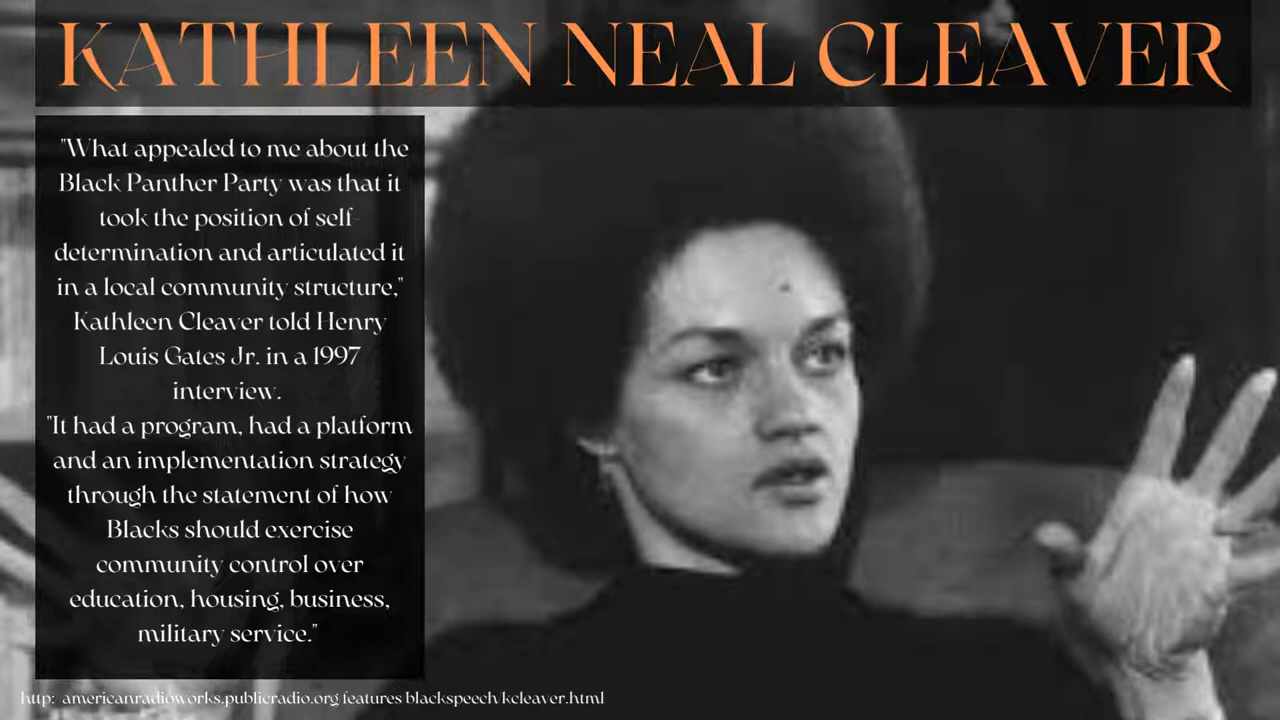 KATHLEEN NEAL CLEAVER
"What appealed to me about the
Black Panther Party was that it
took the position of self-
determination and articulated it
in a local community structure,"
Kathleen Cleaver told Henry
Louis Gates Jr. in a 1997
interview.
"It had a program, had a platform
and an implementation strategy
through the statement of how
Blacks should exercise
community control over
education, housing, business,
military service."
http: americanradioworks.publicradio.org features blackspeech/kcleaver.html